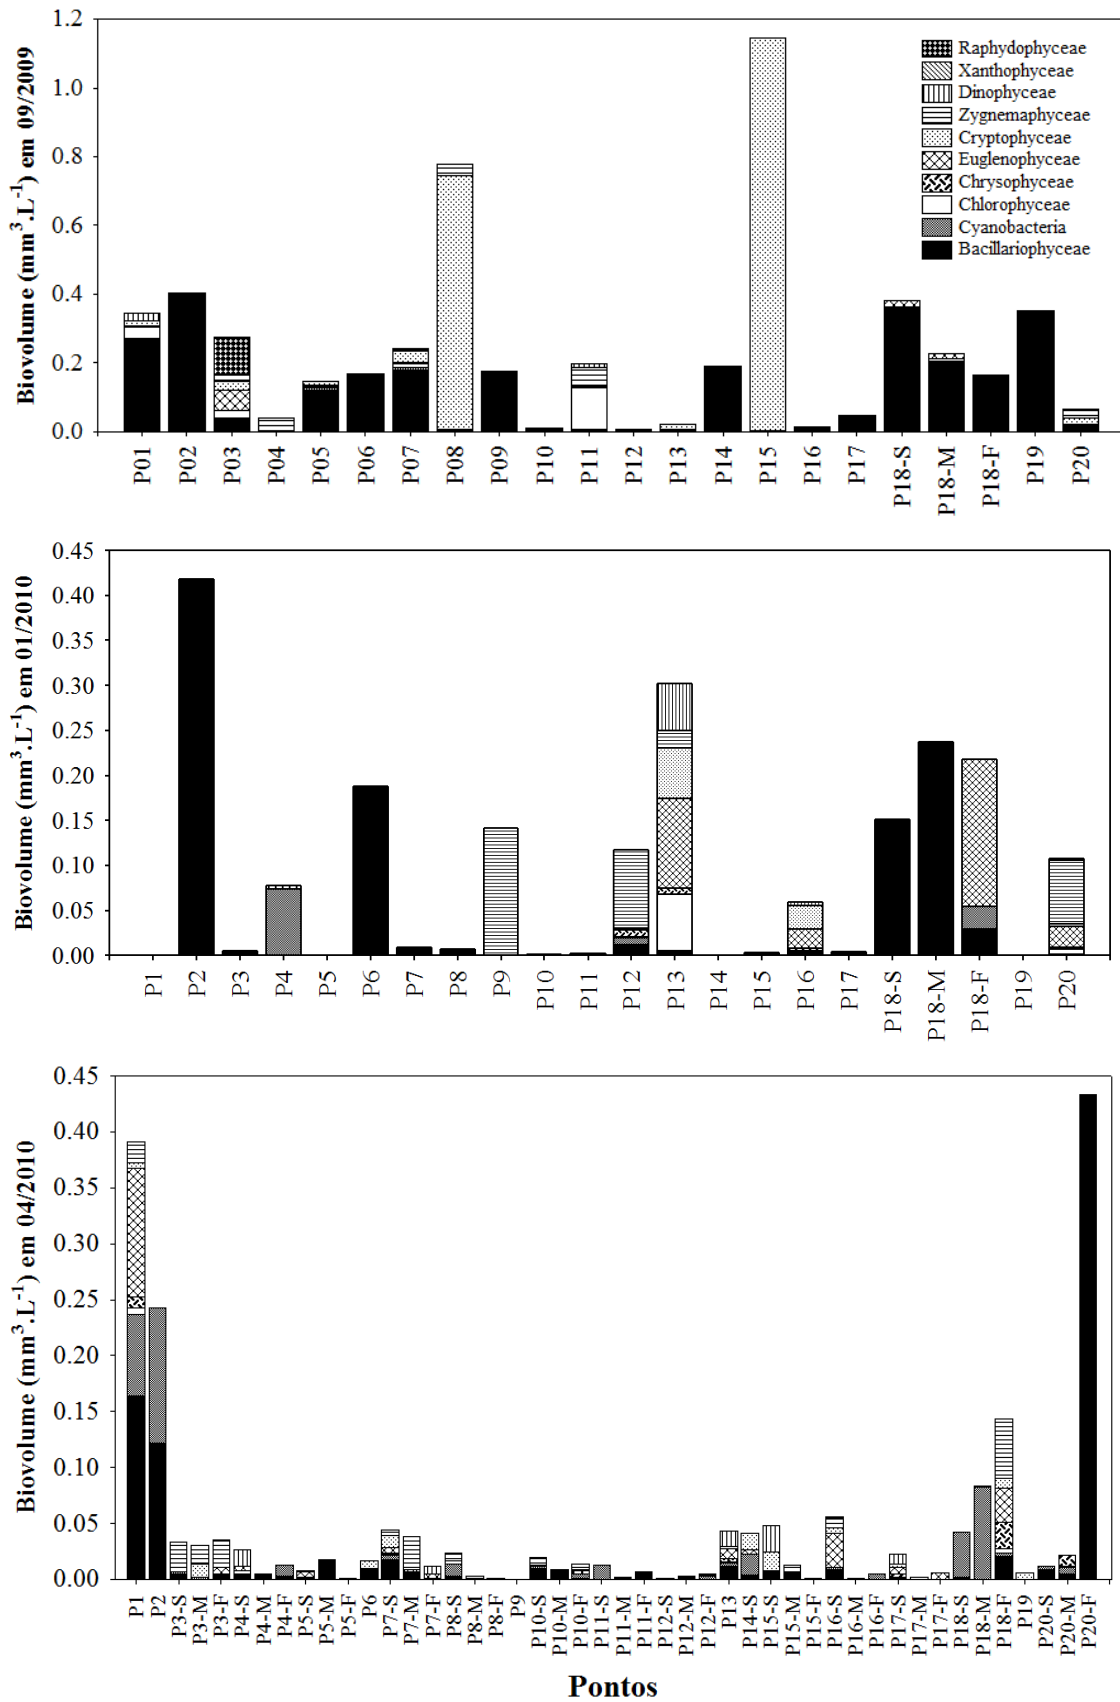 Biovolume (mm³.L⁻¹) em 09/2009
1.2
1.0
0.8
0.6
0.4
0.2
0.0
Raphydophyceae
Xanthophyceae
Dinophyceae
Zygnemaphyceae
Cryptophyceae
Euglenophyceae
Chrysophyceae
Chlorophyceae
Cyanobacteria
Bacillariophyceae
P01 P02 P03 P04 P05 P06 P07 P08 P09 P10 P11 P12 P13 P14 P15 P16 P17 P18-S P18-M P18-F P19 P20
Biovolume (mm³.L⁻¹) em 01/2010
0.45
0.40
0.35
0.30
0.25
0.20
0.15
0.10
0.05
0.00
P1 P2 P3 P4 P5 P6 P7 P8 P9 P10 P11 P12 P13 P14 P15 P16 P17 P18-S P18-M P18-F P19 P20
Biovolume (mm³.L⁻¹) em 04/2010
0.45
0.40
0.35
0.30
0.25
0.20
0.15
0.10
0.05
0.00
P1 P2 P3-S P3-M P3-F P4-S P4-M P4-F P5-S P5-M P5-F P6 P7-S P7-M P7-F P8-S P8-M P8-F P9 P10-S P10-M P10-F P11-S P11-M P11-F P12-S P12-M P12-F P13 P14-S P15-S P15-M P15-F P16-S P16-M P16-F P17-S P17-M P17-F P18-S P18-M P18-F P19 P20-S P20-M P20-F
Pontos